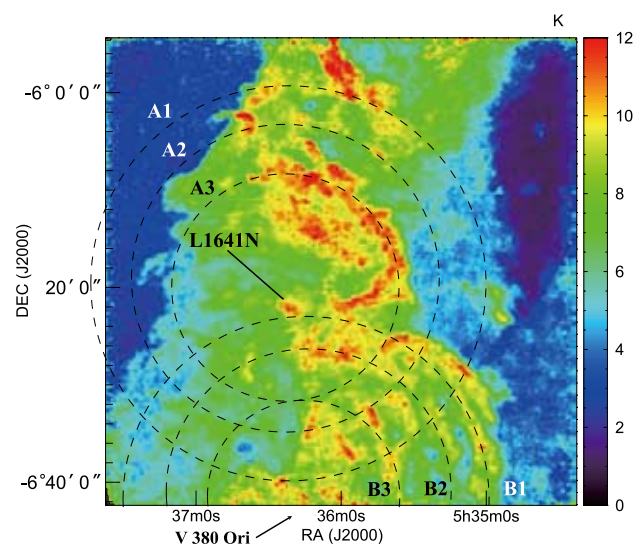 K
12
10
8
6
4
2
0
-6° 0' 0"
20' 0"
-6° 40' 0"
DEC (J2000)
A1
A2
A3
L1641N
B3
B2
B1
37m0s
36m0s
5h35m0s
V 380 Ori
RA (J2000)